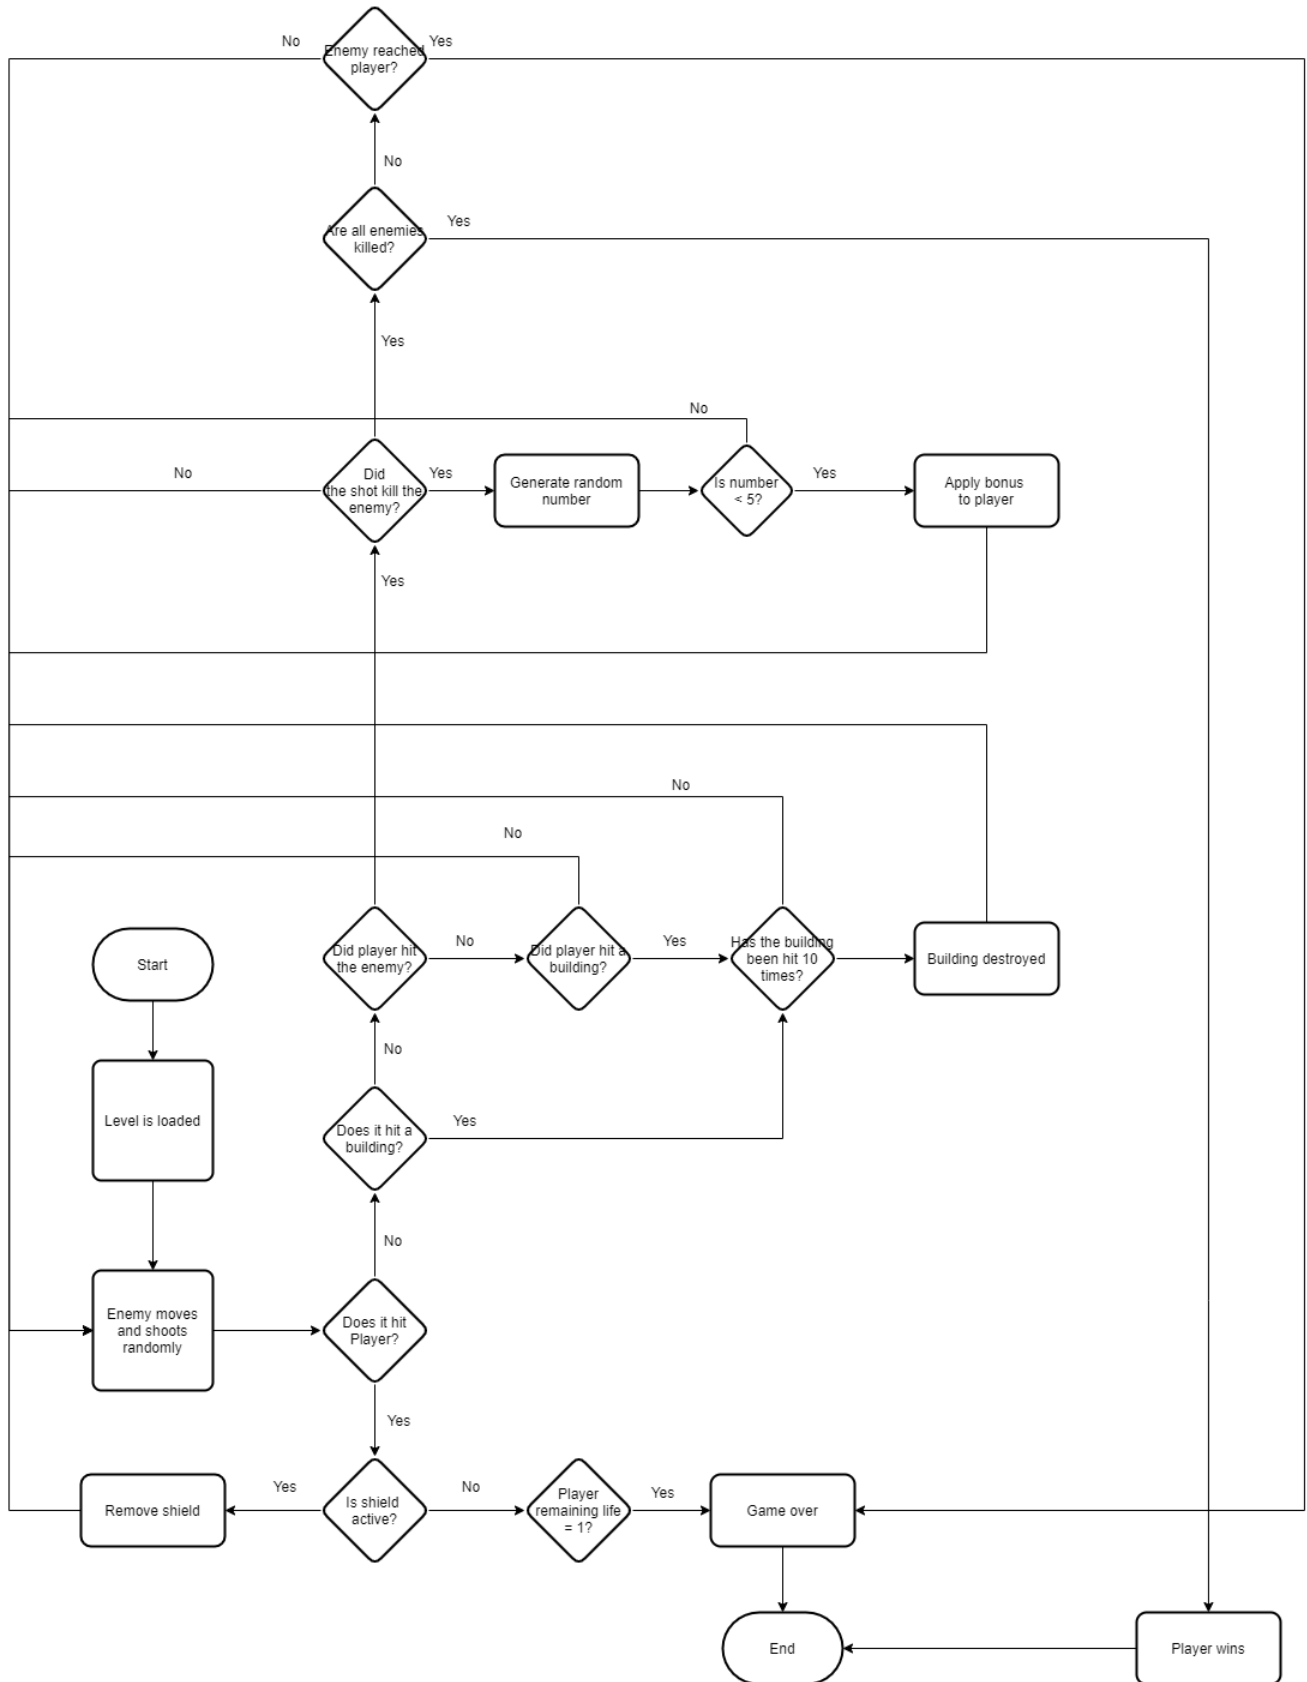 No
Enemy reached
player?
Yes
No
Are all enemies
killed?
Yes
Yes
No
No
Did
the shot kill the
enemy?
Yes
Generate random
number
Is number
< 5?
Yes
Apply bonus
to player
Yes
No
No
Start
Did player hit
the enemy?
No
Did player hit a
building?
Yes
Has the building
been hit 10
times?
Building destroyed
No
Level is loaded
Does it hit a
building?
Yes
No
Enemy moves
and shoots
randomly
Does it hit
Player?
Yes
Remove shield
Yes
Is shield
active?
No
Player
remaining life
= 1?
Yes
Game over
End
Player wins